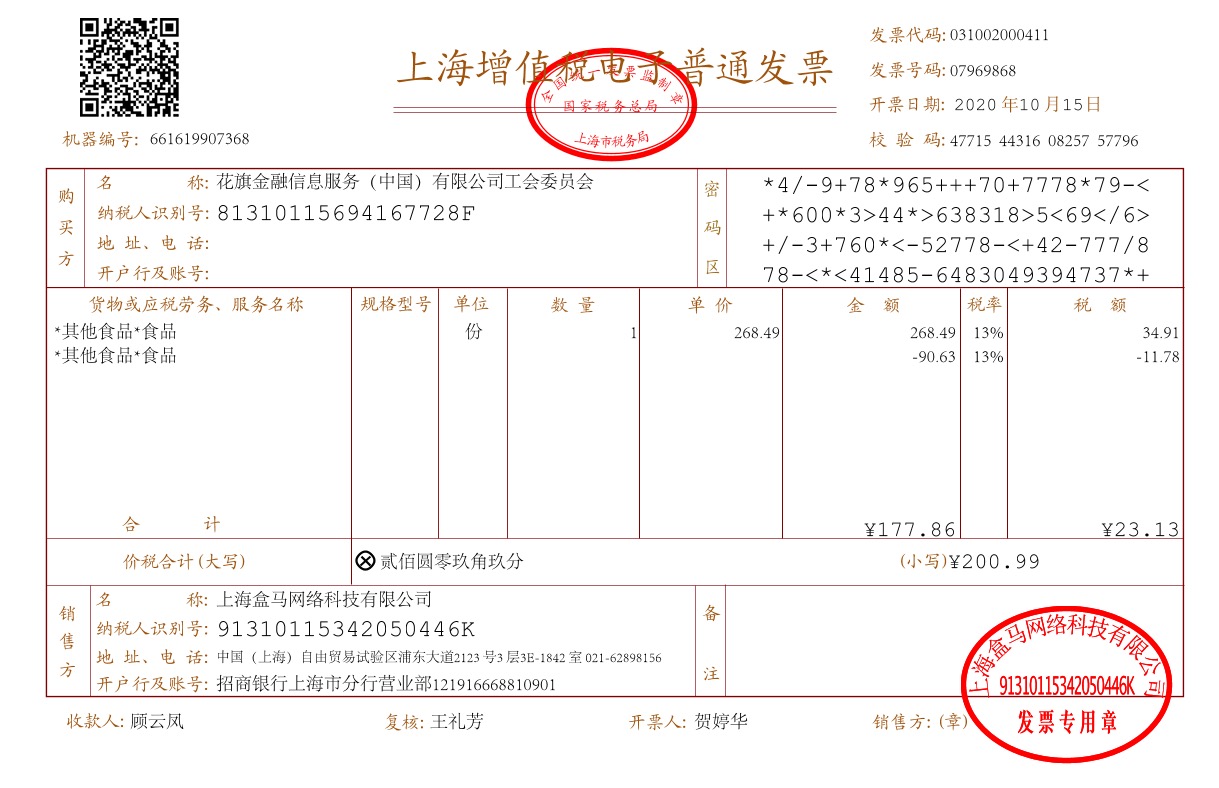 上海增值税电子普通发票
全国统一发票监制章
国家税务总局
上海市税务局
发票代码: 031002000411
发票号码: 07969868
开票日期: 2020 年10 月15日
校 验 码: 47715 44316 08257 57796
机器编号: 661619907368
购买方
名 称: 花旗金融信息服务（中国）有限公司工会委员会
纳税人识别号: 81310115694167728F
地 址、电 话:
开户行及账号:
密码区
*4/-9+78*965+++70+7778*79-<
+*600*3>44*>638318>5<69</6>
+/-3+760*<-52778-<+42-777/8
78-<*<41485-6483049394737*+
货物或应税劳务、服务名称 规格型号 单位 数 量 单 价 金 额 税率 税 额
*其他食品*食品 份 1 268.49 268.49 13% 34.91
*其他食品*食品 -90.63 13% -11.78
合 计 ¥177.86 ¥23.13
价税合计(大写) ⊗ 贰佰圆零玖角玖分 (小写)¥200.99
销售方
名 称: 上海盒马网络科技有限公司
纳税人识别号: 91310115342050446K
地 址、电 话: 中国（上海）自由贸易试验区浦东大道2123 号3 层3E-1842 室 021-62898156
开户行及账号: 招商银行上海市分行营业部121916668810901
备注
收款人: 顾云凤 复核: 王礼芳 开票人: 贺婷华 销售方: (章)
上海盒马网络科技有限公司
91310115342050446K
发票专用章